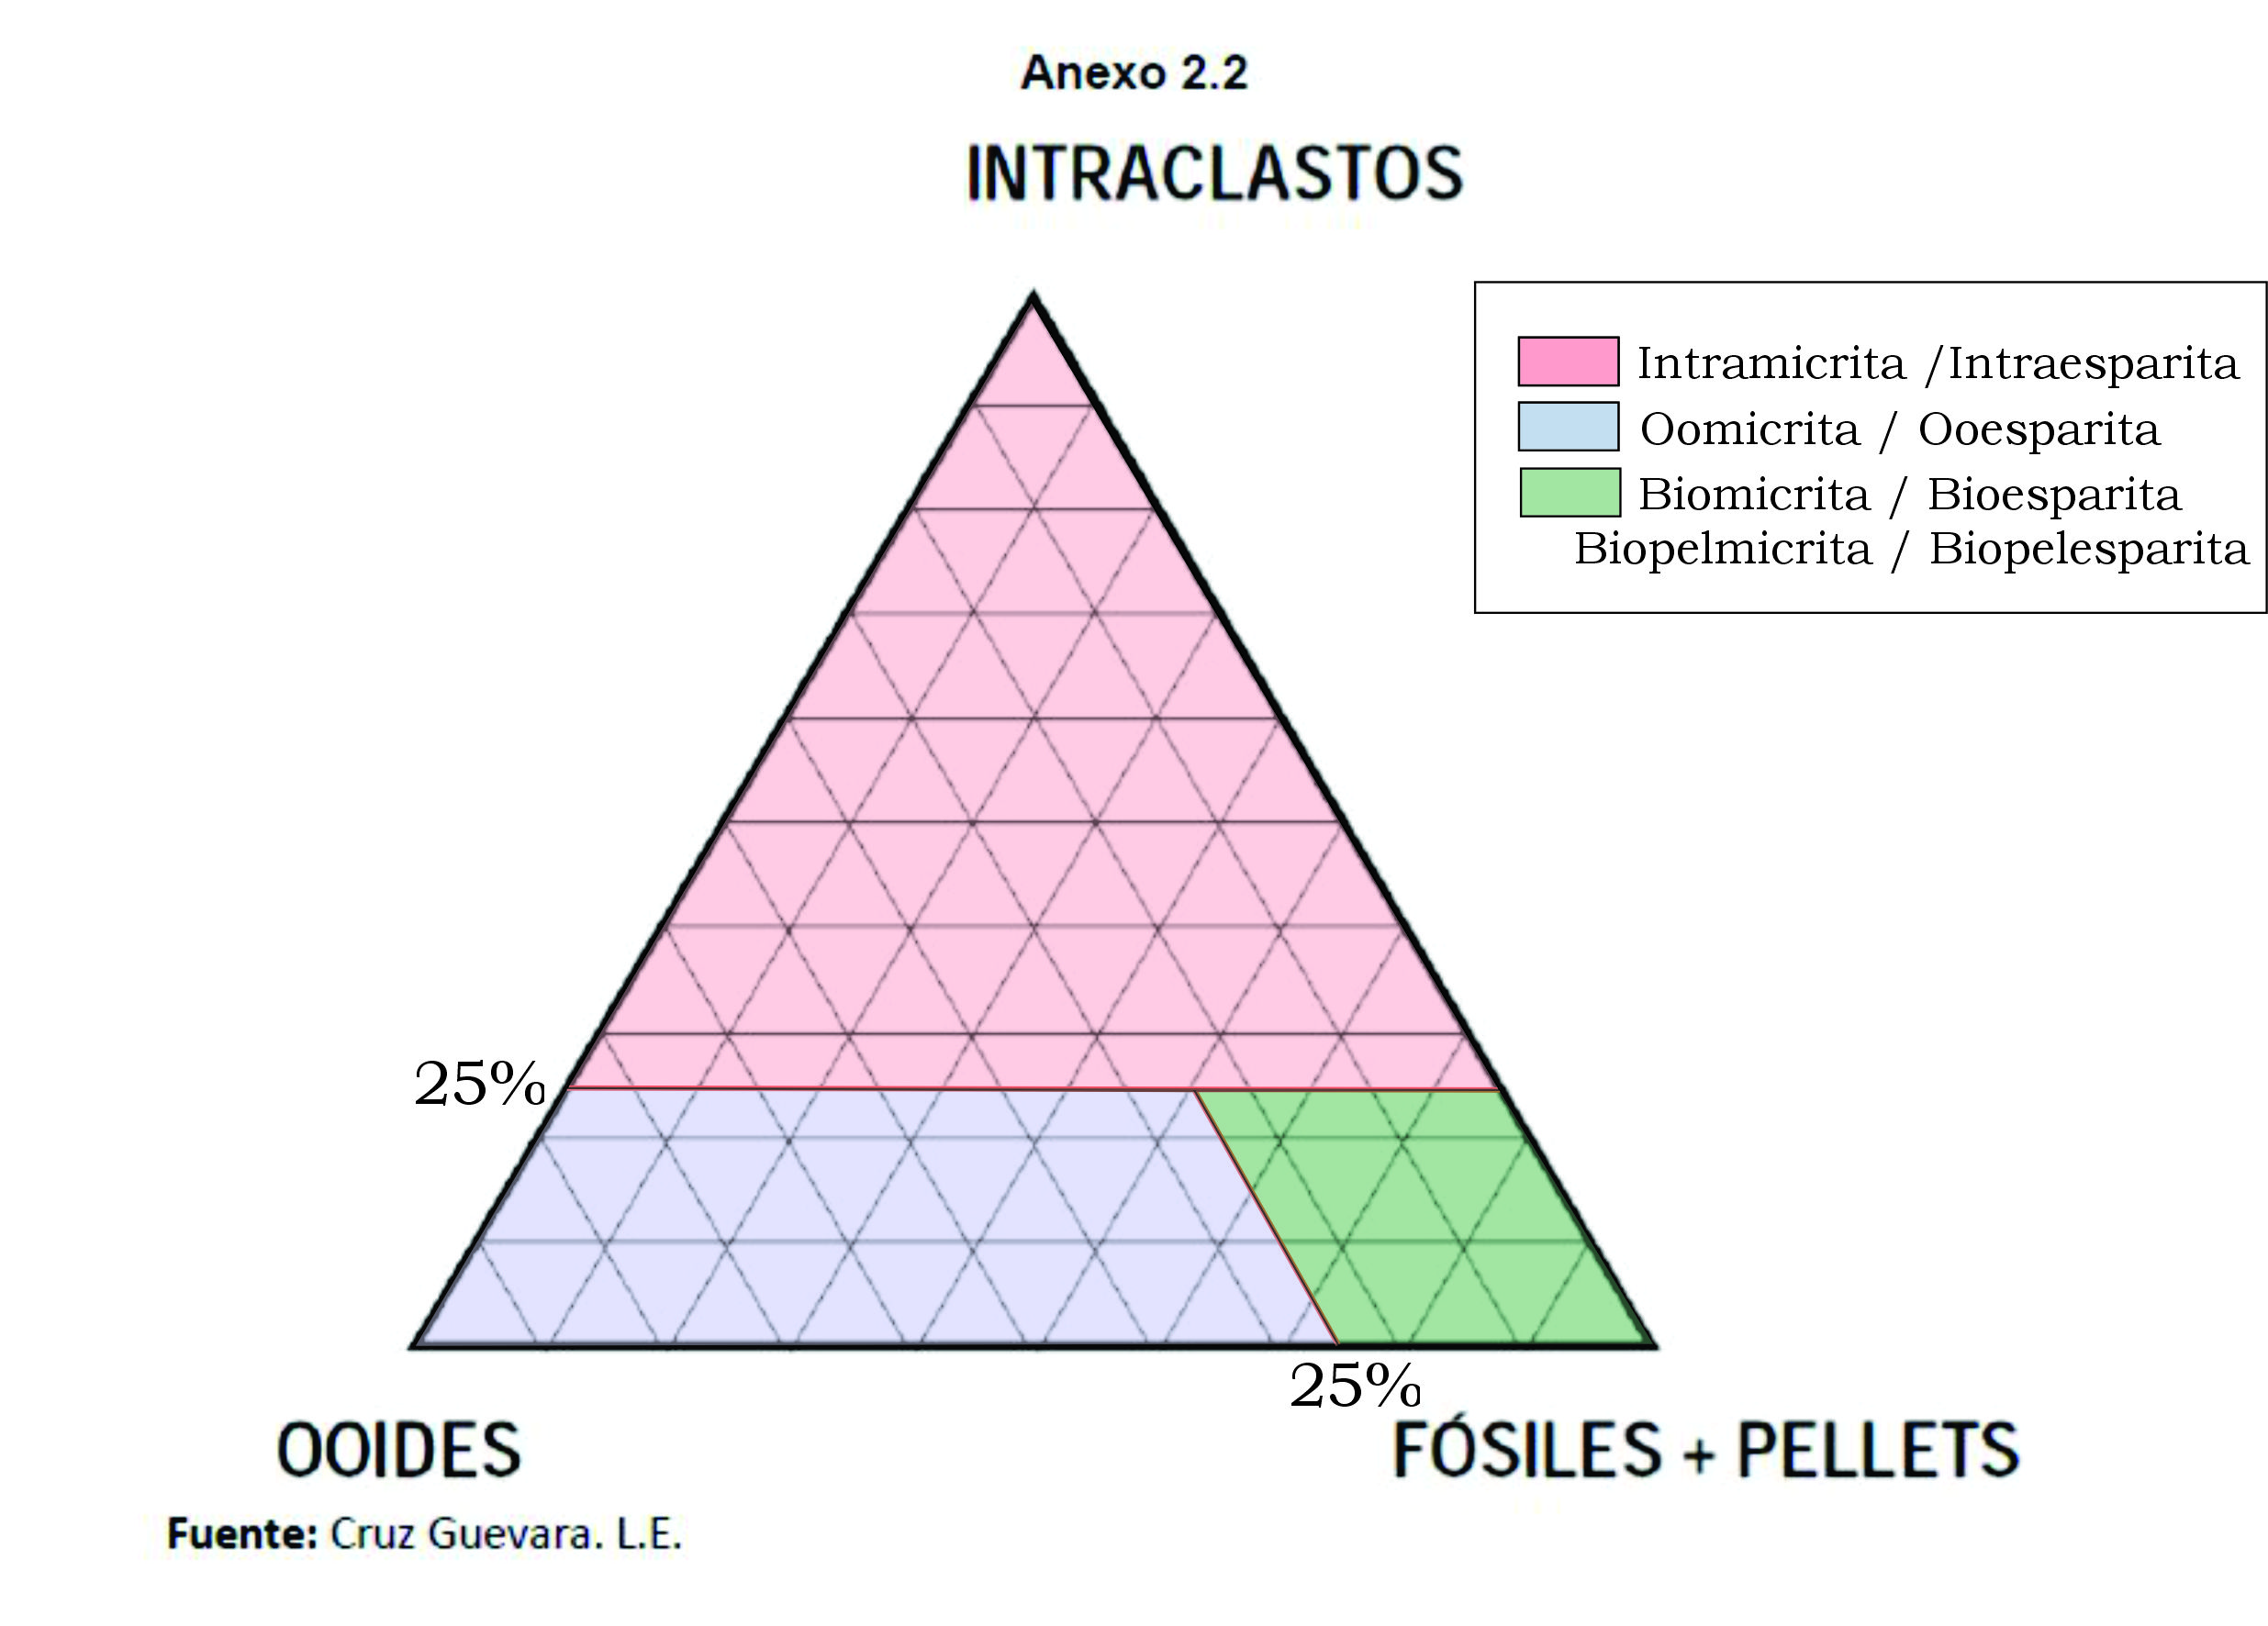 Anexo 2.2
INTRACLASTOS
Intramicrita /Intraesparita
Oomicrita / Ooesparita
Biomicrita / Bioesparita
Biopelmicrita / Biopelesparita
25%
25%
OOIDES
FÓSILES + PELLETS
Fuente: Cruz Guevara. L.E.